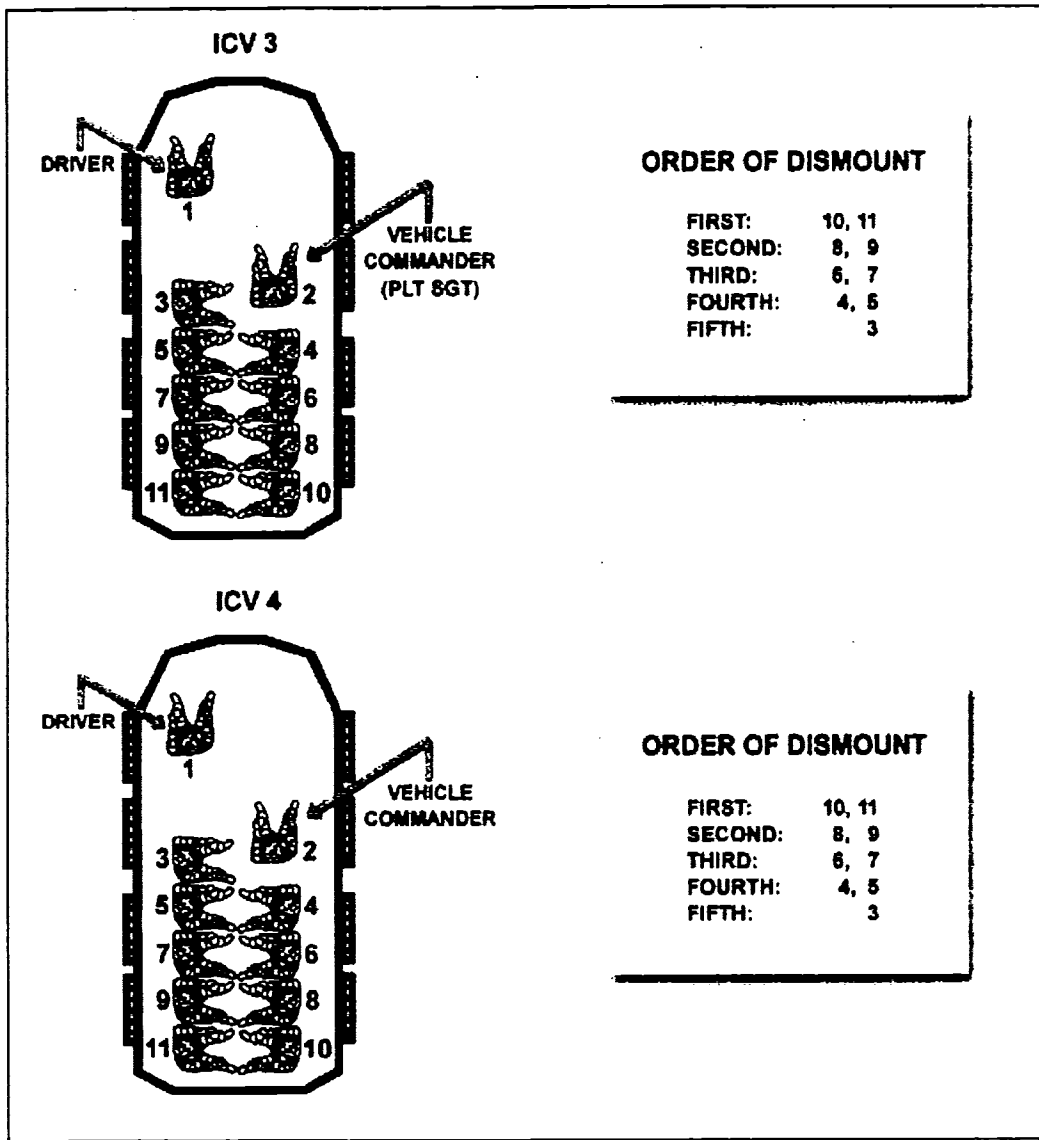 ICV 3
DRIVER
1
VEHICLE
COMMANDER
(PLT SGT)
3
2
5
4
7
6
9
8
11
10
ORDER OF DISMOUNT
FIRST: 10, 11
SECOND: 8, 9
THIRD: 6, 7
FOURTH: 4, 5
FIFTH: 3
ICV 4
DRIVER
1
VEHICLE
COMMANDER
3
2
5
4
7
6
9
8
11
10
ORDER OF DISMOUNT
FIRST: 10, 11
SECOND: 8, 9
THIRD: 6, 7
FOURTH: 4, 5
FIFTH: 3